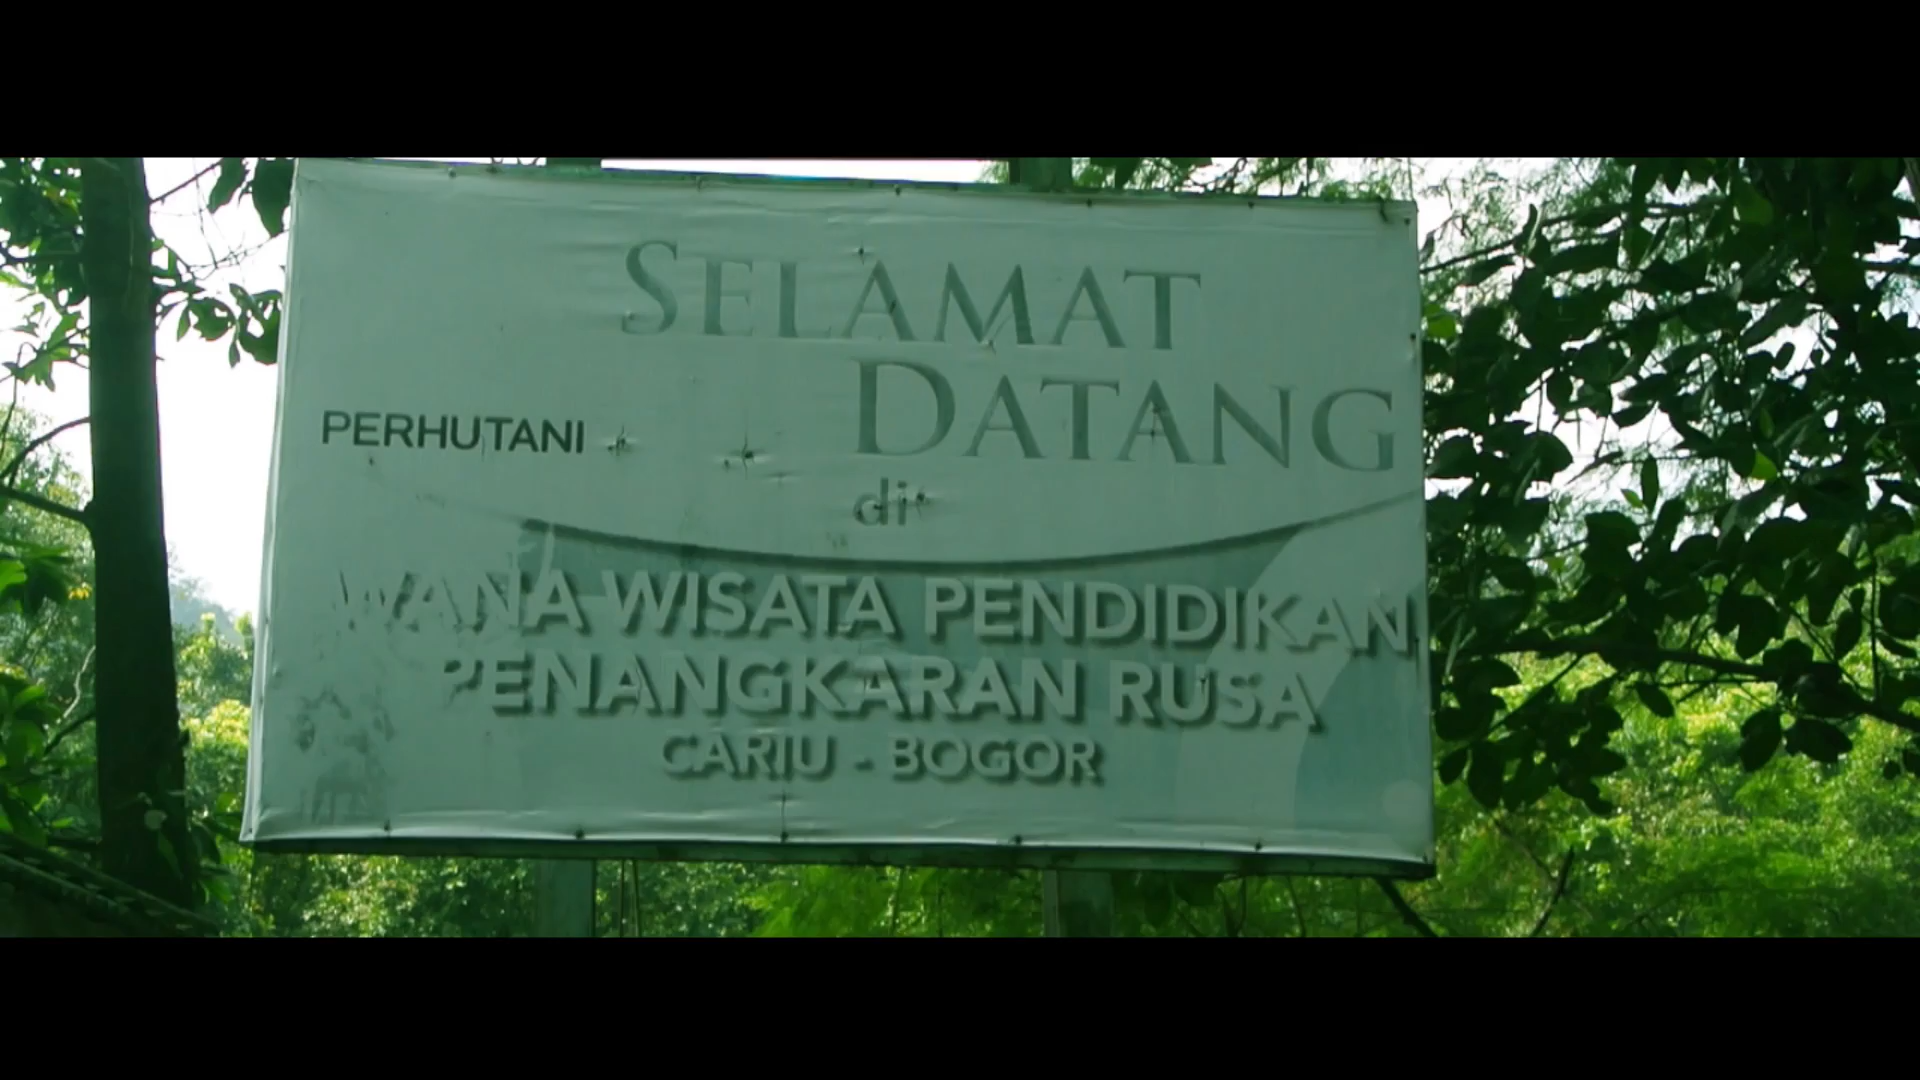 SELAMAT
DATANG
PERHUTANI
di
WANA WISATA PENDIDIKAN
PENANGKARAN RUSA
CARIU - BOGOR